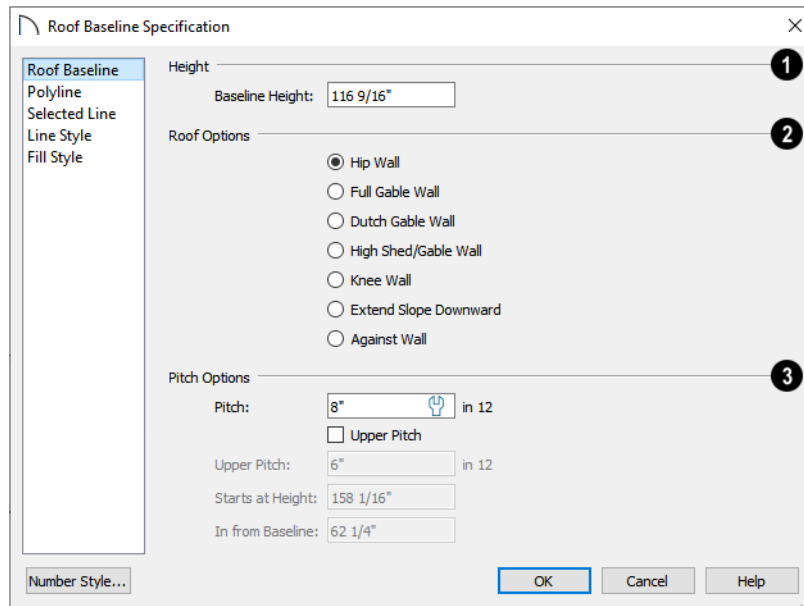 Roof Baseline Specification
Roof Baseline
Polyline
Selected Line
Line Style
Fill Style
Height
1
Baseline Height: 116 9/16"
Roof Options
2
Hip Wall
Full Gable Wall
Dutch Gable Wall
High Shed/Gable Wall
Knee Wall
Extend Slope Downward
Against Wall
Pitch Options
3
Pitch: 8" in 12
Upper Pitch
Upper Pitch: 6" in 12
Starts at Height: 158 1/16"
In from Baseline: 62 1/4"
Number Style... OK Cancel Help